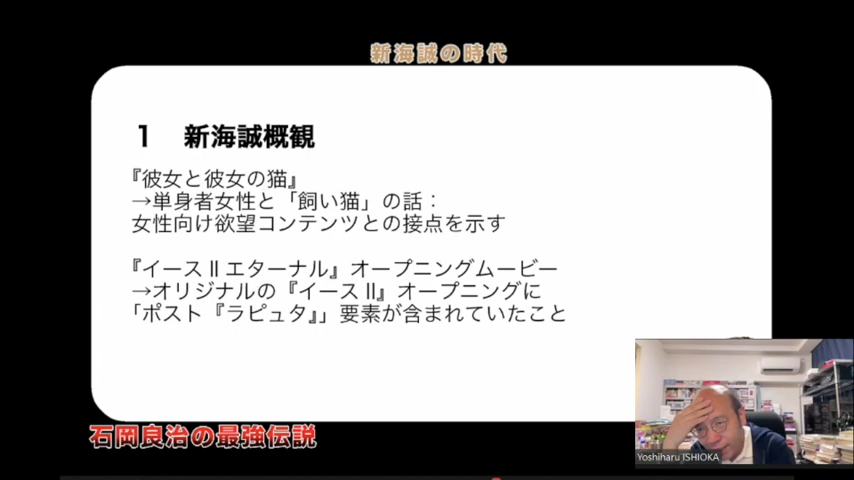 新海誠の時代
1 新海誠概観
『彼女と彼女の猫』
→単身者女性と「飼い猫」の話：
女性向け欲望コンテンツとの接点を示す
『イースⅡエターナル』オープニングムービー
→オリジナルの『イースⅡ』オープニングに
「ポスト『ラピュタ』」要素が含まれていたこと
石岡良治の最強伝説
Yoshiharu ISHIOKA